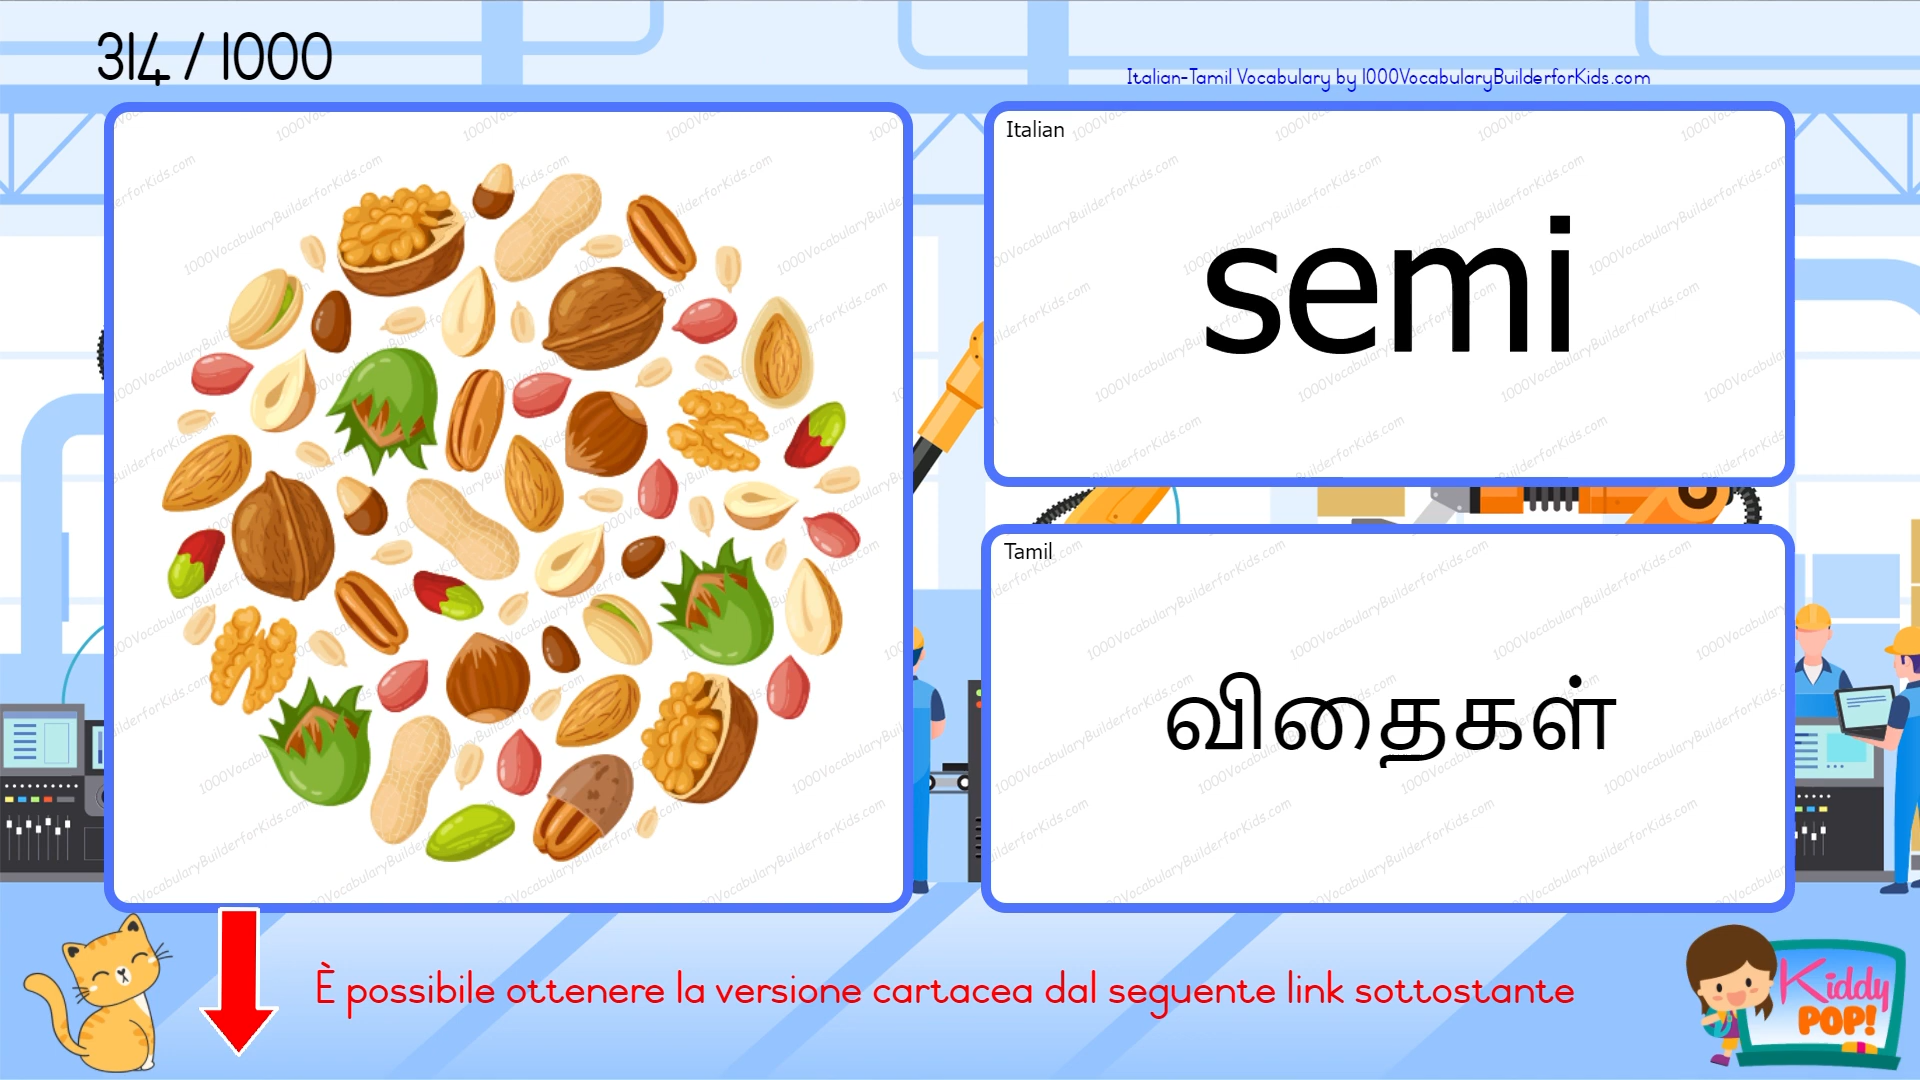 314 / 1000
Italian-Tamil Vocabulary by 1000VocabularyBuilderforKids.com
Italian
semi
Tamil
விதைகள்
È possibile ottenere la versione cartacea dal seguente link sottostante
Kiddy
POP!